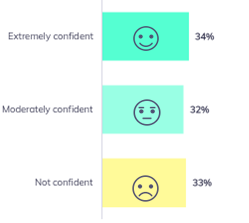 Extremely confident 34%
Moderately confident 32%
Not confident 33%